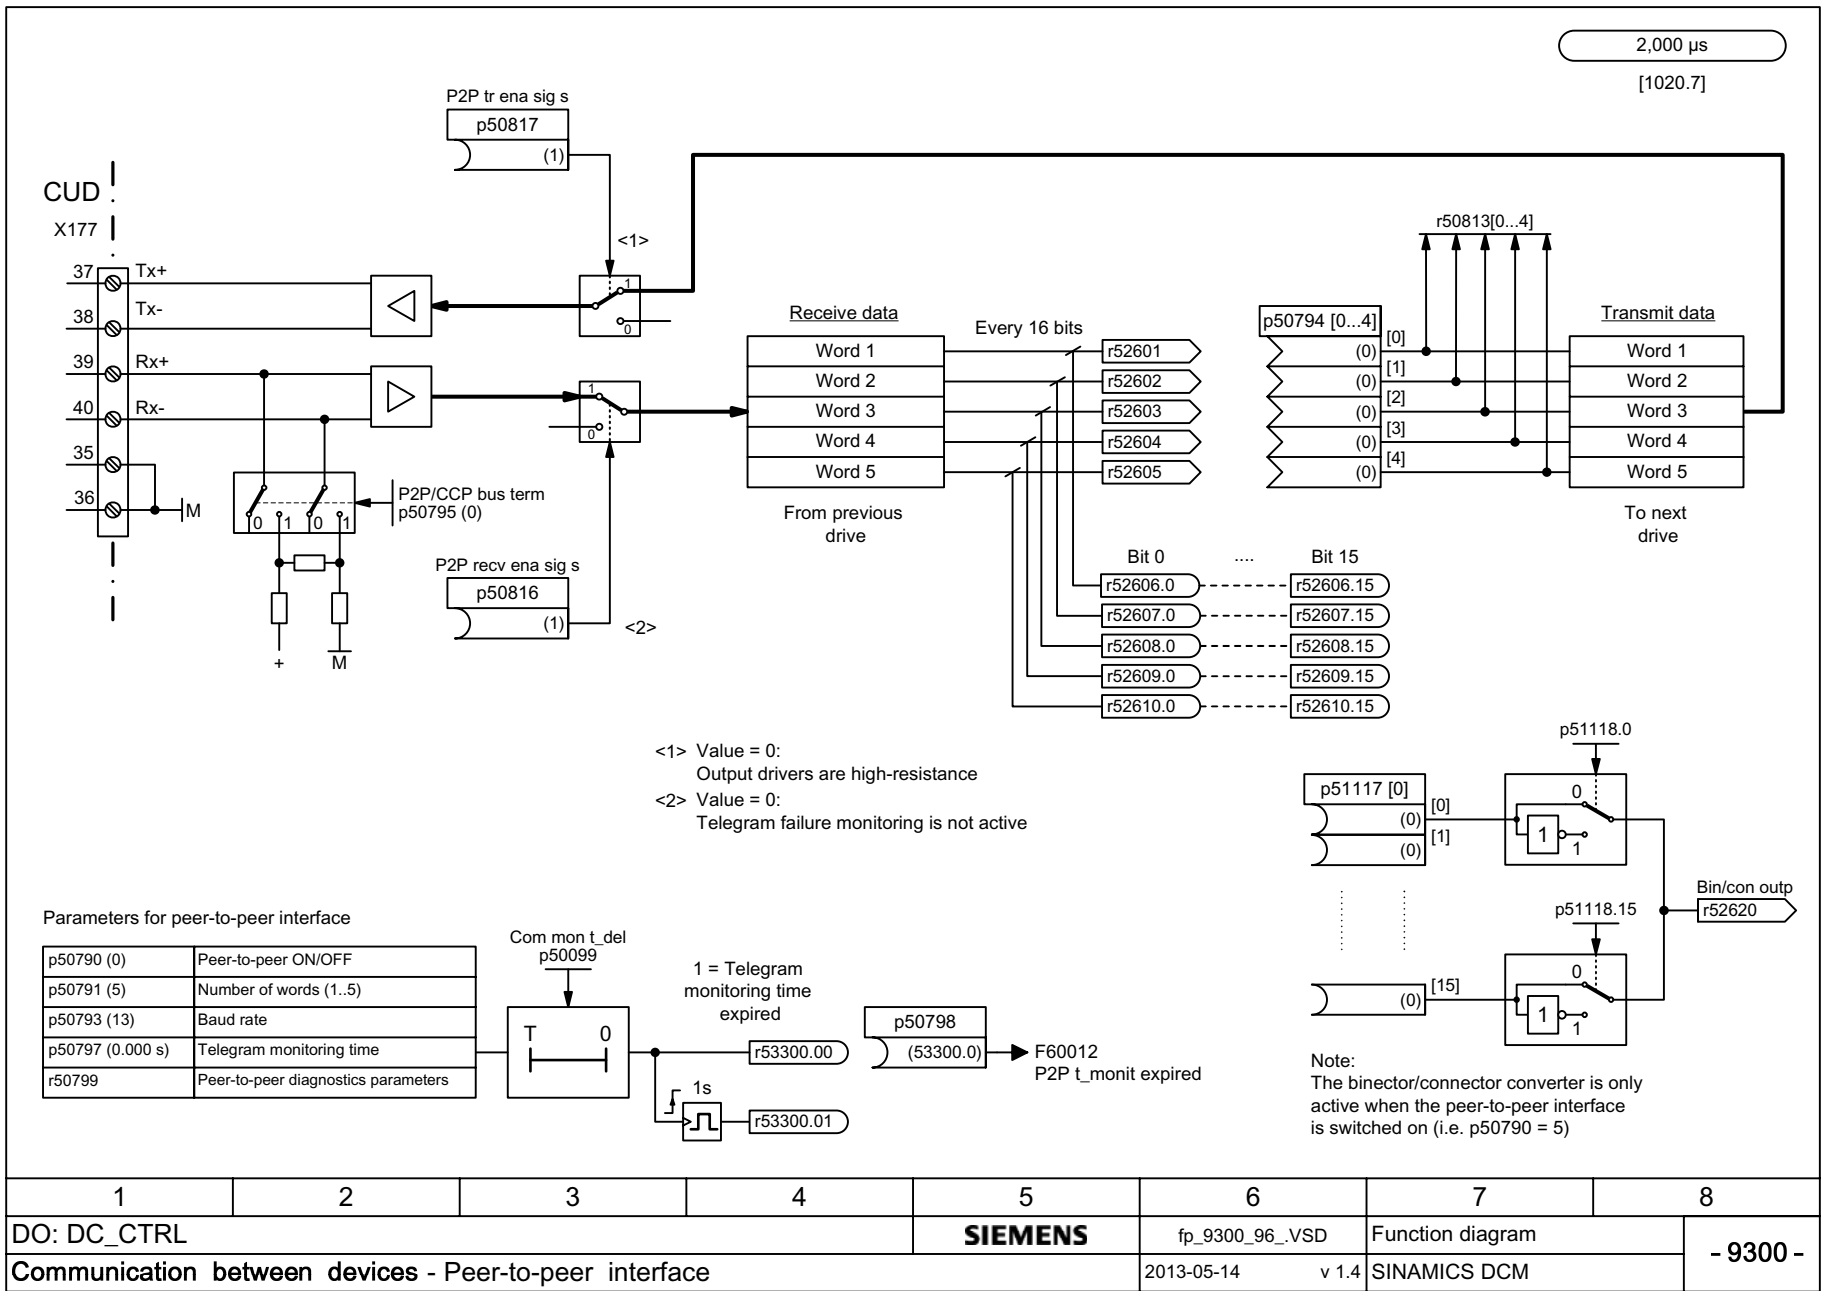 2,000 µs
[1020.7]
P2P tr ena sig s
p50817
(1)
CUD
X177
<1>
37
Tx+
38
Tx-
39
Rx+
40
Rx-
35
36
M
1
0
1
0
0
1
0
1
P2P/CCP bus term
p50795 (0)
+
M
P2P recv ena sig s
p50816
(1)
<2>
Receive data
Word 1
Word 2
Word 3
Word 4
Word 5
From previous
drive
Every 16 bits
r52601
r52602
r52603
r52604
r52605
r50813[0...4]
p50794 [0...4]
(0)
[0]
(0)
[1]
(0)
[2]
(0)
[3]
(0)
[4]
Transmit data
Word 1
Word 2
Word 3
Word 4
Word 5
To next
drive
Bit 0
....
Bit 15
r52606.0
r52606.15
r52607.0
r52607.15
r52608.0
r52608.15
r52609.0
r52609.15
r52610.0
r52610.15
<1> Value = 0:
Output drivers are high-resistance
<2> Value = 0:
Telegram failure monitoring is not active
p51118.0
p51117 [0]
(0)
[0]
(0)
[1]
0
1
1
p51118.15
(0)
[15]
0
1
1
Bin/con outp
r52620
Note:
The binector/connector converter is only
active when the peer-to-peer interface
is switched on (i.e. p50790 = 5)
Parameters for peer-to-peer interface
p50790 (0) Peer-to-peer ON/OFF
p50791 (5) Number of words (1..5)
p50793 (13) Baud rate
p50797 (0.000 s) Telegram monitoring time
r50799 Peer-to-peer diagnostics parameters
Com mon t_del
p50099
T 0
1 = Telegram
monitoring time
expired
r53300.00
1s
r53300.01
p50798
(53300.0)
F60012
P2P t_monit expired
1 2 3 4 5 6 7 8
DO: DC_CTRL
SIEMENS
fp_9300_96_.VSD
Function diagram
- 9300 -
Communication between devices - Peer-to-peer interface
2013-05-14 v 1.4
SINAMICS DCM